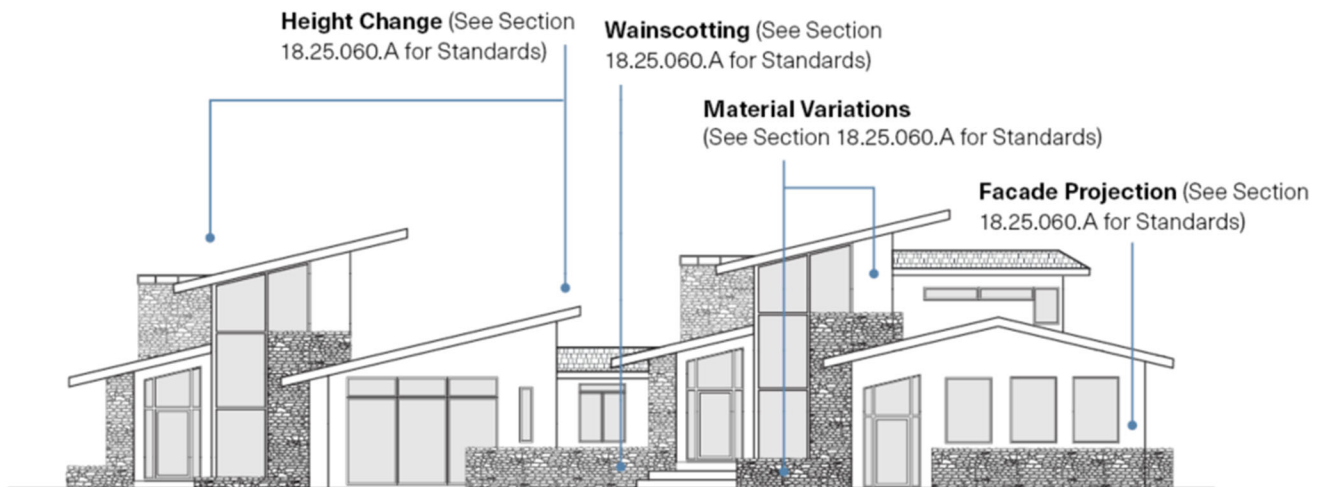 Height Change (See Section
18.25.060.A for Standards)
Wainscotting (See Section
18.25.060.A for Standards)
Material Variations
(See Section 18.25.060.A for Standards)
Facade Projection (See Section
18.25.060.A for Standards)